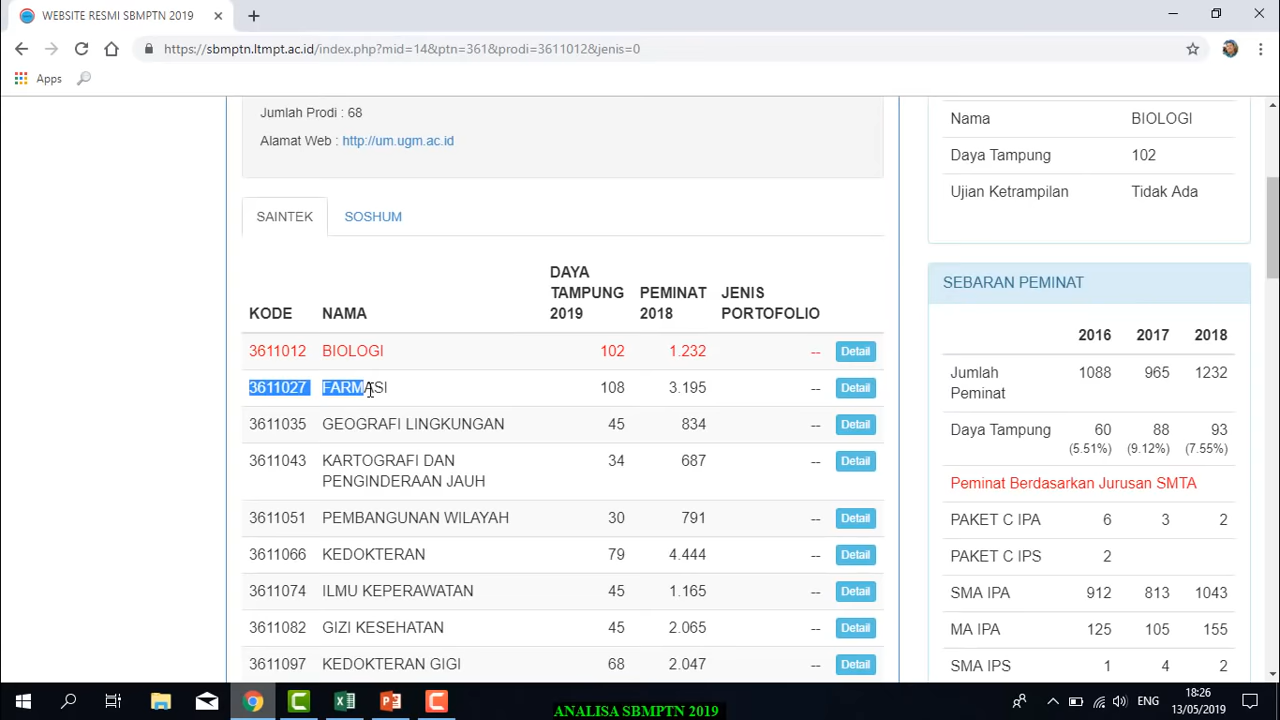 WEBSITE RESMI SBMPTN 2019
https://sbmptn.ltmpt.ac.id/index.php?mid=14&ptn=361&prodi=3611012&jenis=0
Apps
Jumlah Prodi : 68
Alamat Web : http://um.ugm.ac.id
SAINTEK SOSHUM
KODE NAMA DAYA TAMPUNG 2019 PEMINAT 2018 JENIS PORTOFOLIO
3611012 BIOLOGI 102 1.232 -- Detail
3611027 FARMASI 108 3.195 -- Detail
3611035 GEOGRAFI LINGKUNGAN 45 834 -- Detail
3611043 KARTOGRAFI DAN PENGINDERAAN JAUH 34 687 -- Detail
3611051 PEMBANGUNAN WILAYAH 30 791 -- Detail
3611066 KEDOKTERAN 79 4.444 -- Detail
3611074 ILMU KEPERAWATAN 45 1.165 -- Detail
3611082 GIZI KESEHATAN 45 2.065 -- Detail
3611097 KEDOKTERAN GIGI 68 2.047 -- Detail
Nama BIOLOGI
Daya Tampung 102
Ujian Ketrampilan Tidak Ada
SEBARAN PEMINAT
2016 2017 2018
Jumlah Peminat 1088 965 1232
Daya Tampung 60 88 93
(5.51%) (9.12%) (7.55%)
Peminat Berdasarkan Jurusan SMTA
PAKET C IPA 6 3 2
PAKET C IPS 2
SMA IPA 912 813 1043
MA IPA 125 105 155
SMA IPS 1 4 2
ENG
18:26
13/05/2019
ANALISA SBMPTN 2019